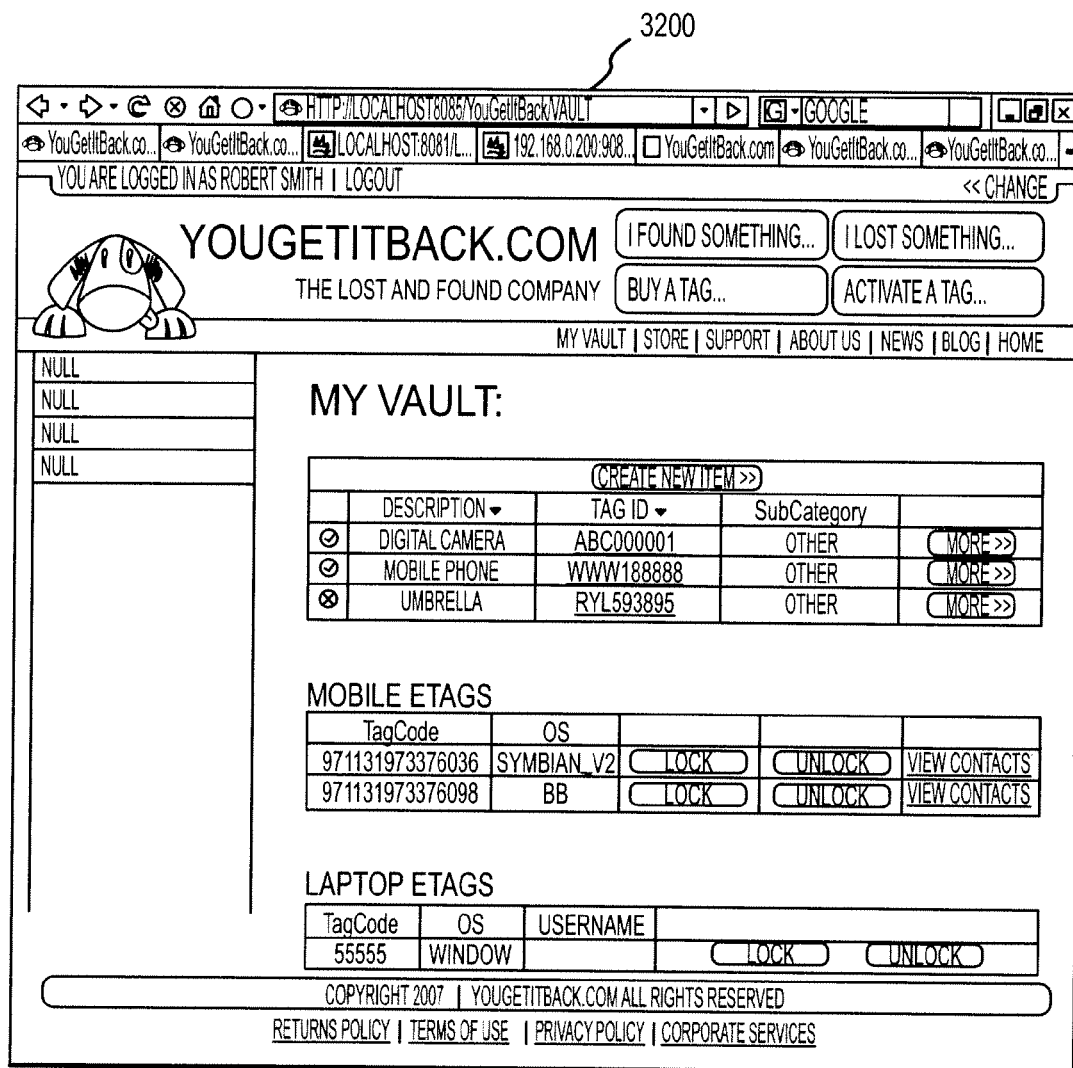 3200
HTTP://LOCALHOST8085/YouGetItBack/VAULT G GOOGLE
YouGetItBack.co... YouGetItBack.co... LOCALHOST:8081/L... 192.168.0.200:908... YouGetItBack.com YouGetItBack.co... YouGetItBack.co...
YOU ARE LOGGED IN AS ROBERT SMITH | LOGOUT << CHANGE
YOUGETITBACK.COM
THE LOST AND FOUND COMPANY
I FOUND SOMETHING... I LOST SOMETHING...
BUY A TAG... ACTIVATE A TAG...
MY VAULT | STORE | SUPPORT | ABOUT US | NEWS | BLOG | HOME
NULL
NULL
NULL
NULL
MY VAULT:
CREATE NEW ITEM >>
DESCRIPTION TAG ID SubCategory
DIGITAL CAMERA ABC000001 OTHER MORE >>
MOBILE PHONE WWW188888 OTHER MORE >>
UMBRELLA RYL593895 OTHER MORE >>
MOBILE ETAGS
TagCode OS
971131973376036 SYMBIAN_V2 LOCK UNLOCK VIEW CONTACTS
971131973376098 BB LOCK UNLOCK VIEW CONTACTS
LAPTOP ETAGS
TagCode OS USERNAME
55555 WINDOW LOCK UNLOCK
COPYRIGHT 2007 | YOUGETITBACK.COM ALL RIGHTS RESERVED
RETURNS POLICY | TERMS OF USE | PRIVACY POLICY | CORPORATE SERVICES